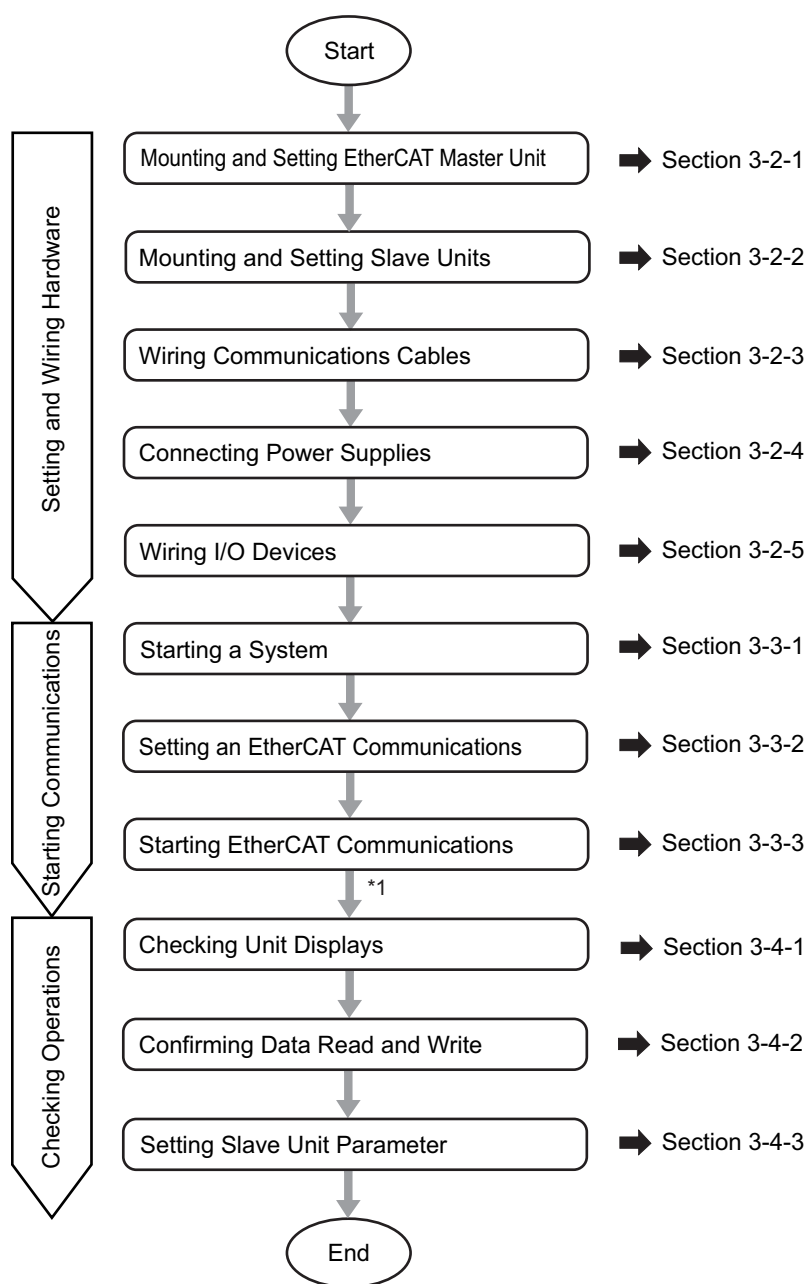 Start
Setting and Wiring Hardware
Mounting and Setting EtherCAT Master Unit
Section 3-2-1
Mounting and Setting Slave Units
Section 3-2-2
Wiring Communications Cables
Section 3-2-3
Connecting Power Supplies
Section 3-2-4
Wiring I/O Devices
Section 3-2-5
Starting Communications
Starting a System
Section 3-3-1
Setting an EtherCAT Communications
Section 3-3-2
Starting EtherCAT Communications
Section 3-3-3
*1
Checking Operations
Checking Unit Displays
Section 3-4-1
Confirming Data Read and Write
Section 3-4-2
Setting Slave Unit Parameter
Section 3-4-3
End